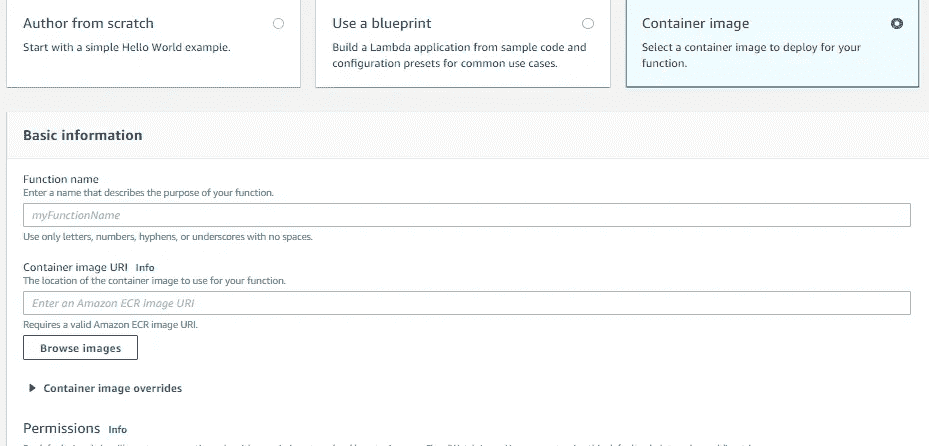 Author from scratch
Start with a simple Hello World example.
Use a blueprint
Build a Lambda application from sample code and
configuration presets for common use cases.
Container image
Select a container image to deploy for your
function.
Basic information
Function name
Enter a name that describes the purpose of your function.
myFunctionName
Use only letters, numbers, hyphens, or underscores with no spaces.
Container image URI Info
The location of the container image to use for your function.
Enter an Amazon ECR image URI
Requires a valid Amazon ECR image URI.
Browse images
Container image overrides
Permissions Info